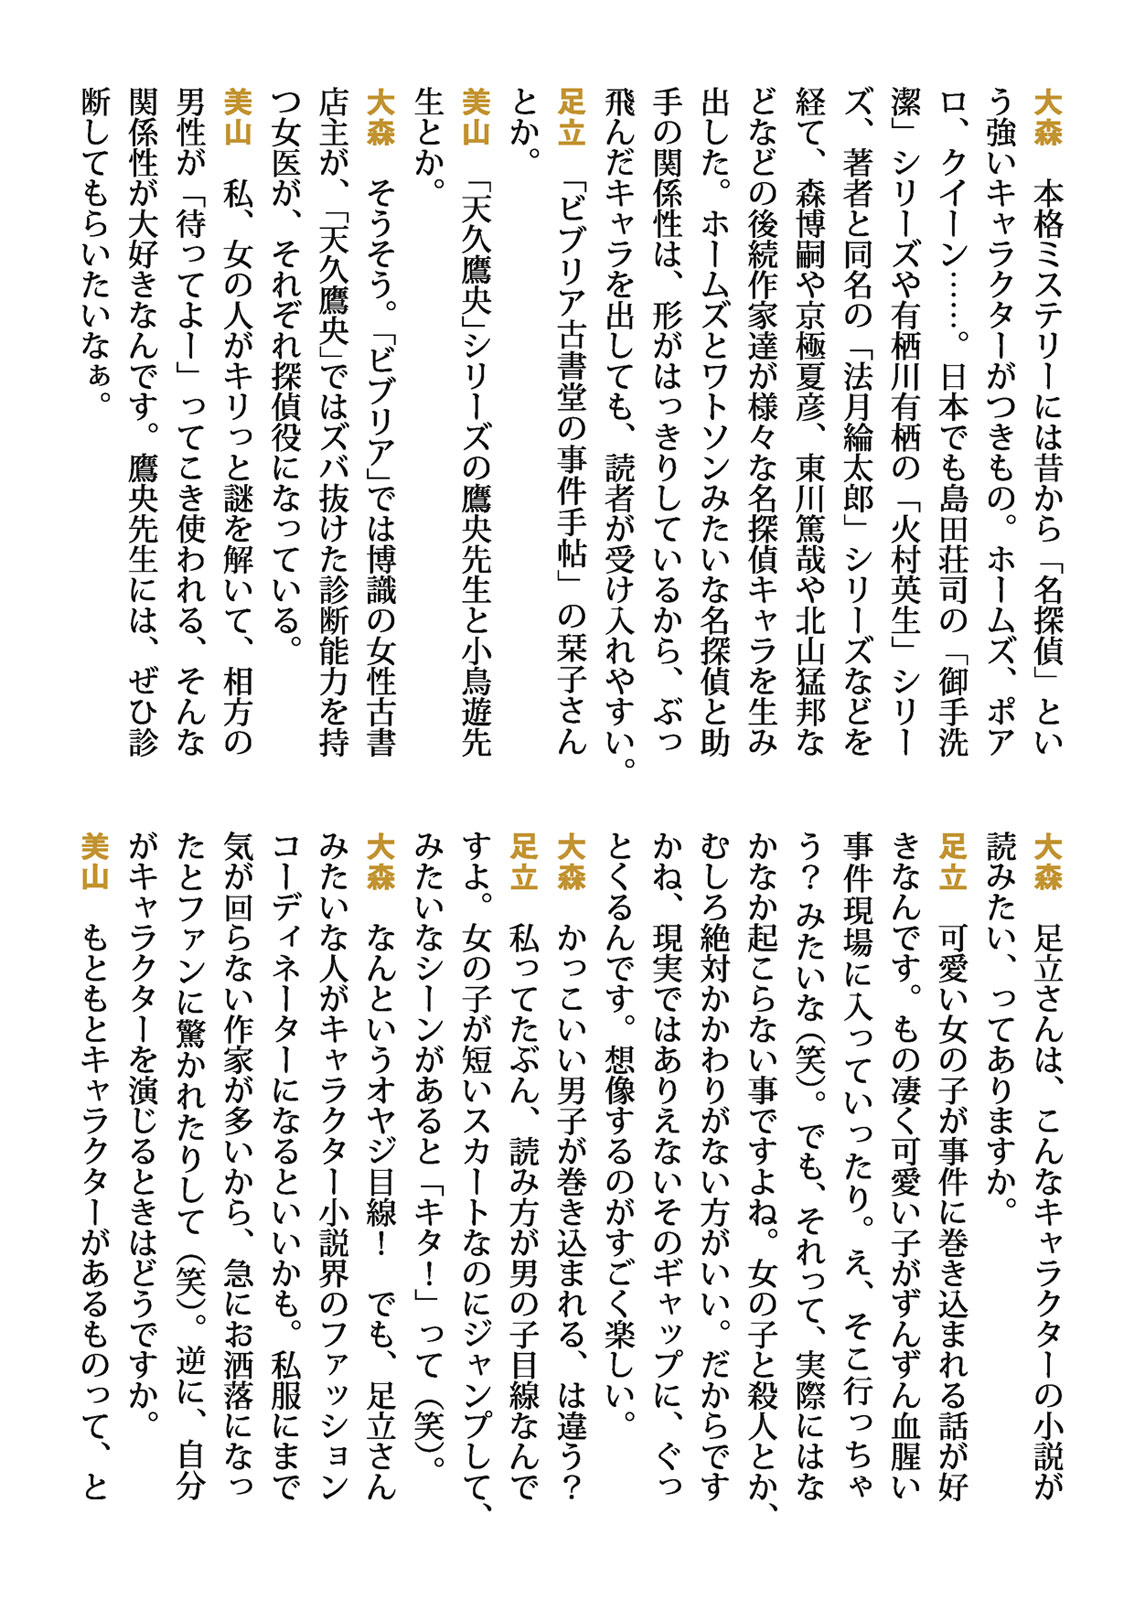 大森　本格ミステリーには昔から「名探偵」とい
う強いキャラクターがつきもの。ホームズ、ポア
ロ、クイーン……。日本でも島田荘司の「御手洗
潔」シリーズや有栖川有栖の「火村英生」シリー
ズ、著者と同名の「法月綸太郎」シリーズなどを
経て、森博嗣や京極夏彦、東川篤哉や北山猛邦な
どなどの後続作家達が様々な名探偵キャラを生み
出した。ホームズとワトソンみたいな名探偵と助
手の関係性は、形がはっきりしているから、ぶっ
飛んだキャラを出しても、読者が受け入れやすい。
足立　「ビブリア古書堂の事件手帖」の栞子さん
とか。
美山　「天久鷹央」シリーズの鷹央先生と小鳥遊先
生とか。
大森　そうそう。「ビブリア」では博識の女性古書
店主が、「天久鷹央」ではズバ抜けた診断能力を持
つ女医が、それぞれ探偵役になっている。
美山　私、女の人がキリっと謎を解いて、相方の
男性が「待ってよー」ってこき使われる、そんな
関係性が大好きなんです。鷹央先生には、ぜひ診
断してもらいたいなぁ。
大森　足立さんは、こんなキャラクターの小説が
読みたい、ってありますか。
足立　可愛い女の子が事件に巻き込まれる話が好
きなんです。もの凄く可愛い子がずんずん血腥い
事件現場に入っていったり。え、そこ行っちゃ
う？みたいな（笑）。でも、それって、実際にはな
かなか起こらない事ですよね。女の子と殺人とか、
むしろ絶対かかわりがない方がいい。だからです
かね、現実ではありえないそのギャップに、ぐっ
とくるんです。想像するのがすごく楽しい。
大森　かっこいい男子が巻き込まれる、は違う？
足立　私ってたぶん、読み方が男の子目線なんで
すよ。女の子が短いスカートなのにジャンプして、
みたいなシーンがあると「キタ！」って（笑）。
大森　なんというオヤジ目線！　でも、足立さん
みたいな人がキャラクター小説界のファッション
コーディネーターになるといいかも。私服にまで
気が回らない作家が多いから、急にお洒落になっ
たとファンに驚かれたりして（笑）。逆に、自分
がキャラクターを演じるときはどうですか。
美山　もともとキャラクターがあるものって、と